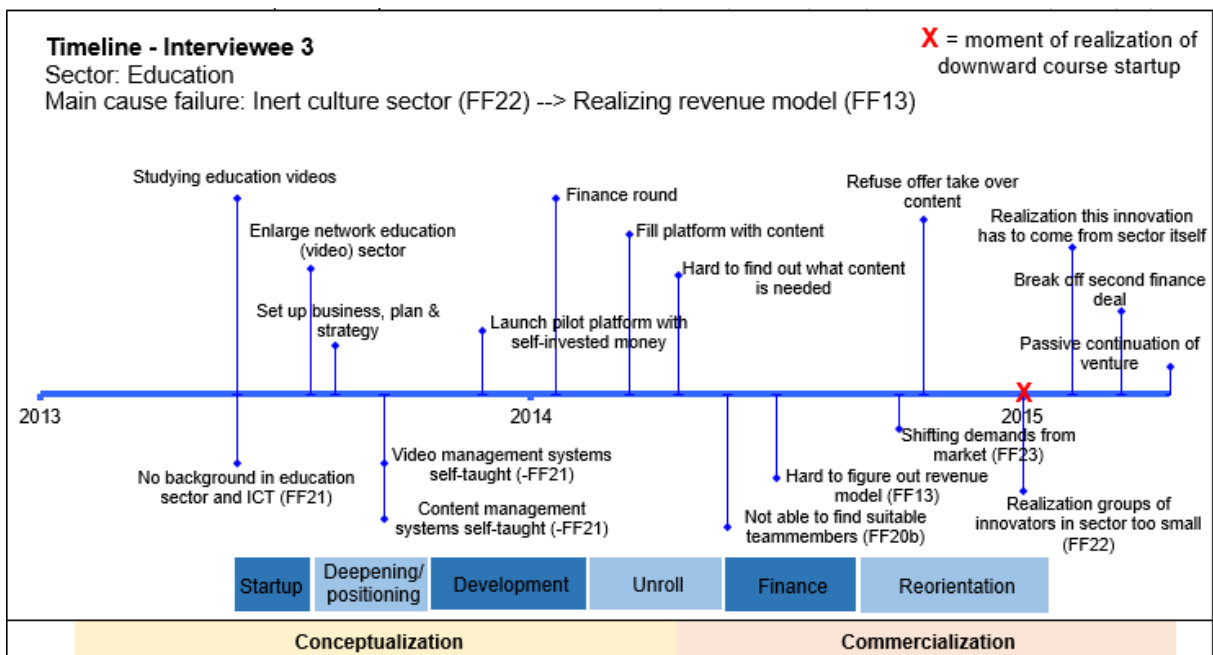 Timeline - Interviewee 3
Sector: Education
Main cause failure: Inert culture sector (FF22) --> Realizing revenue model (FF13)
X = moment of realization of
downward course startup
Studying education videos
Enlarge network education
(video) sector
Set up business, plan &
strategy
Launch pilot platform with
self-invested money
Finance round
Fill platform with content
Hard to find out what content
is needed
Refuse offer take over
content
Realization this innovation
has to come from sector itself
Break off second finance
deal
Passive continuation of
venture
2013
2014
X
2015
No background in education
sector and ICT (FF21)
Video management systems
self-taught (-FF21)
Content management
systems self-taught (-FF21)
Not able to find suitable
teammembers (FF20b)
Hard to figure out revenue
model (FF13)
Shifting demands from
market (FF23)
Realization groups of
innovators in sector too small
(FF22)
Startup
Deepening/
positioning
Development
Unroll
Finance
Reorientation
Conceptualization
Commercialization